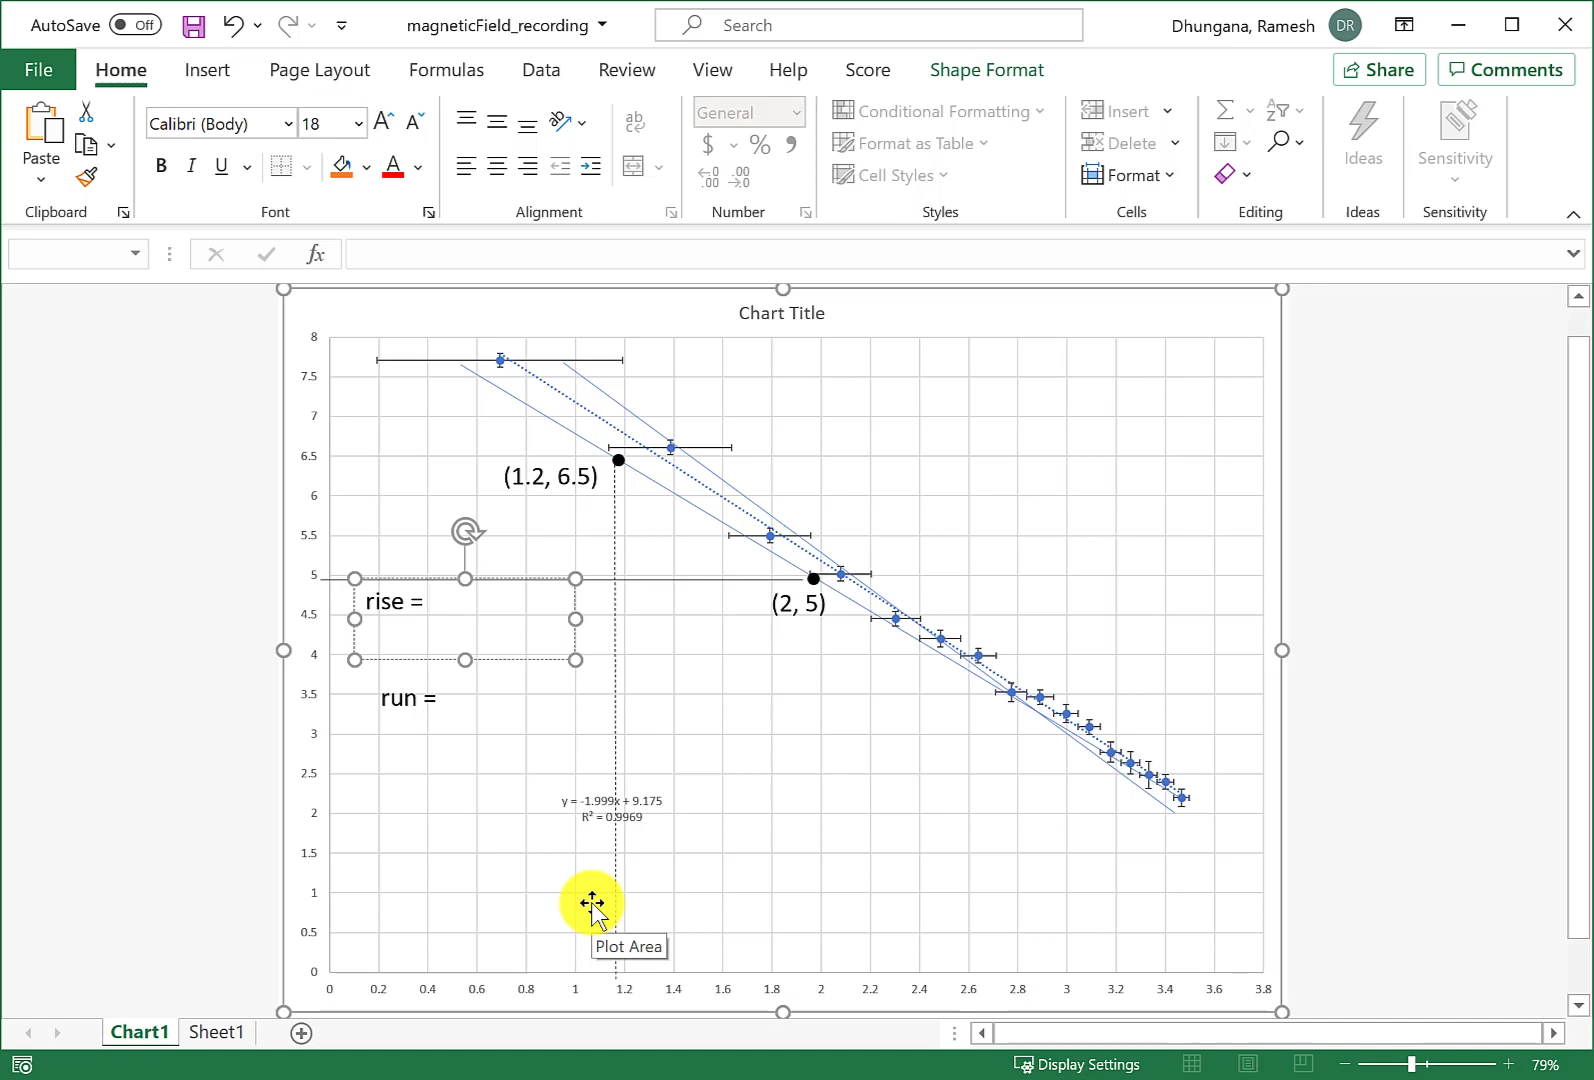 AutoSave Off magneticField_recording Search Dhungana, Ramesh DR
File Home Insert Page Layout Formulas Data Review View Help Score Shape Format Share Comments
Paste
Calibri (Body) 18 A^ A
B I U A
ab
General
$ % 9
.00 .00
Conditional Formatting
Format as Table
Cell Styles
Insert
Delete
Format
Ideas
Sensitivity
Clipboard Font Alignment Number Styles Cells Editing Ideas Sensitivity
fx
Chart Title
8
7.5
7
6.5
6
5.5
5
4.5
4
3.5
3
2.5
2
1.5
1
0.5
0
(1.2, 6.5)
(2, 5)
rise =
run =
y = -1.999x + 9.175
R² = 0.9969
Plot Area
0 0.2 0.4 0.6 0.8 1 1.2 1.4 1.6 1.8 2 2.2 2.4 2.6 2.8 3 3.2 3.4 3.6 3.8
Chart1 Sheet1
Display Settings 79%